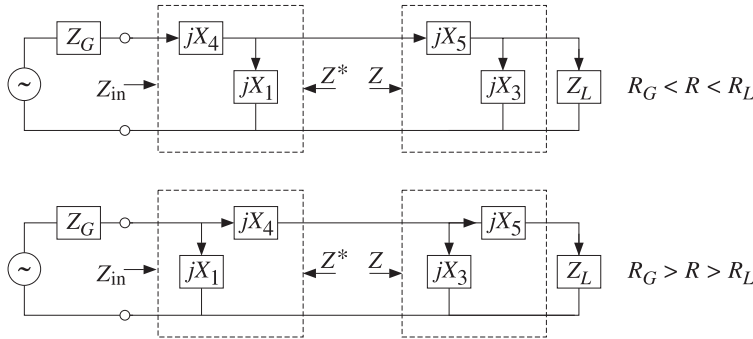 Z_G
jX_4
jX_5
~
Z_in
jX_1
Z*
Z
jX_3
Z_L
R_G < R < R_L
Z_G
jX_4
jX_5
~
Z_in
jX_1
Z*
Z
jX_3
Z_L
R_G > R > R_L